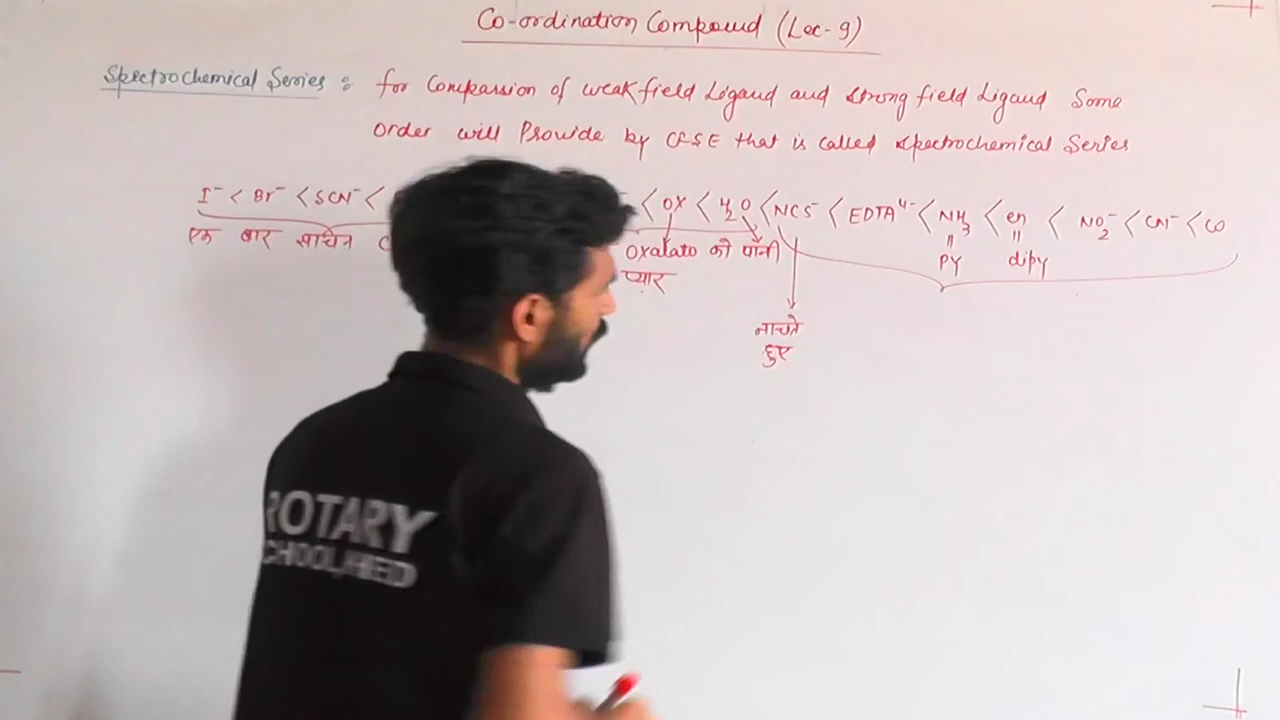 Co-ordination Compound (Lec-9)
Spectrochemical Series : for Compassion of weak field Ligand and strong field Ligand Some
Order will Provide by CFSE that is called spectrochemical Series
I⁻ < Br⁻ < SCN⁻ < < OX < H₂O < NCS⁻ < EDTA⁴⁻ < NH₃ < en < NO₂⁻ < CN⁻ < CO
एक बार साचिन Oxalato को पॉनी
प्यार
" "
PY dipy
नाचते
हुए
ROTARY